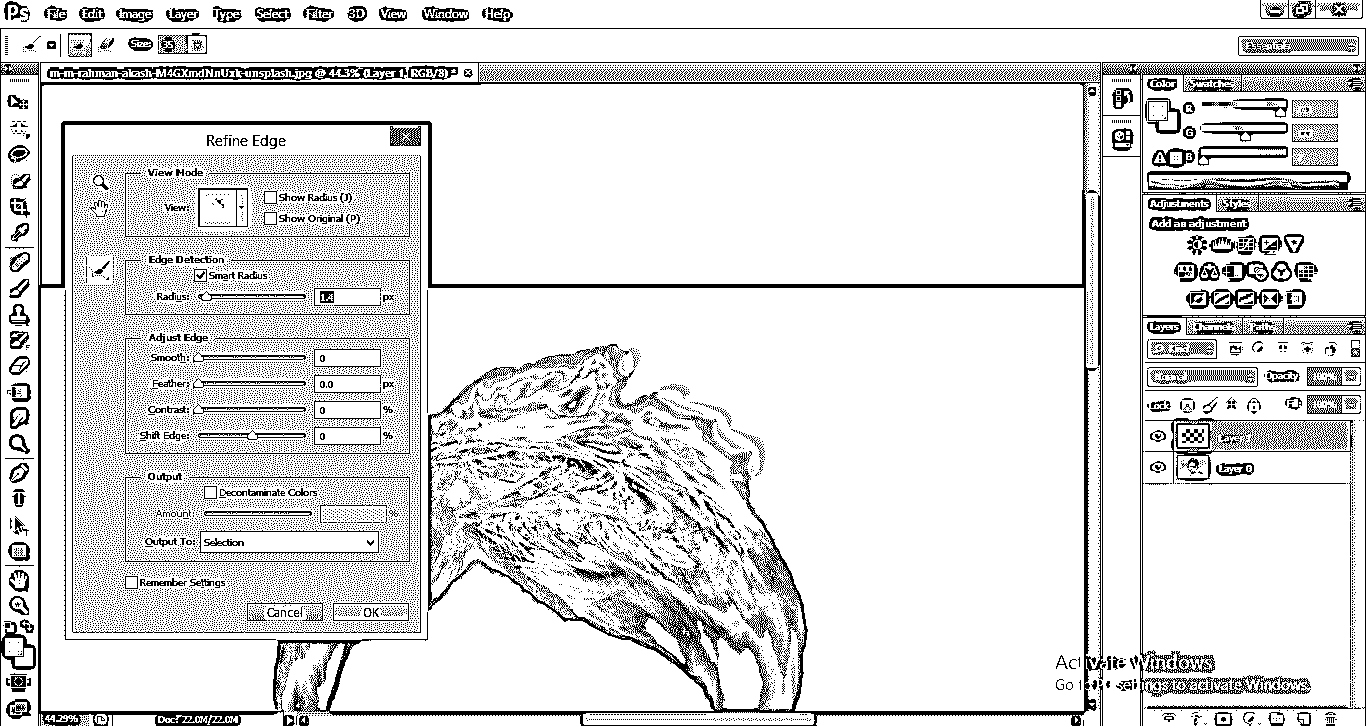 Ps File Edit Image Layer Type Select Filter 3D View Window Help
Size: 35
m-m-rahman-akash-M4GXmdNnUxk-unsplash.jpg @ 44.3% (Layer 1, RGB/8) *
Refine Edge
View Mode
View:
Show Radius (J)
Show Original (P)
Edge Detection
Smart Radius
Radius: 1.4 px
Adjust Edge
Smooth: 0
Feather: 0.0 px
Contrast: 0 %
Shift Edge: 0 %
Output
Decontaminate Colors
Amount: %
Output To: Selection
Remember Settings
Cancel OK
Color Swatches
R
G
B
Adjustments Styles
Add an adjustment
Layers Channels Paths
Opacity:
Lock: Fill:
Layer 0
Activate Windows
Go to PC settings to activate Windows.
44.29% Doc: 22.0M/22.0M